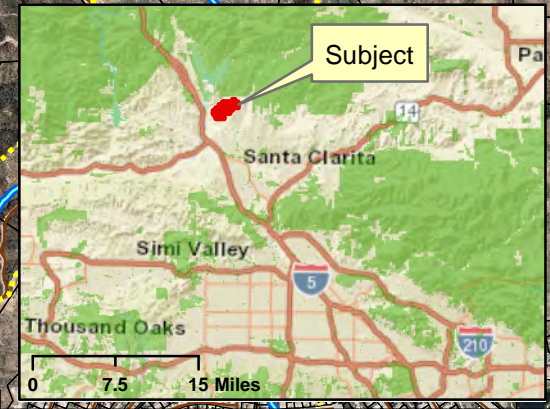 Subject
Pa
14
Santa Clarita
Simi Valley
5
Thousand Oaks
210
0 7.5 15 Miles